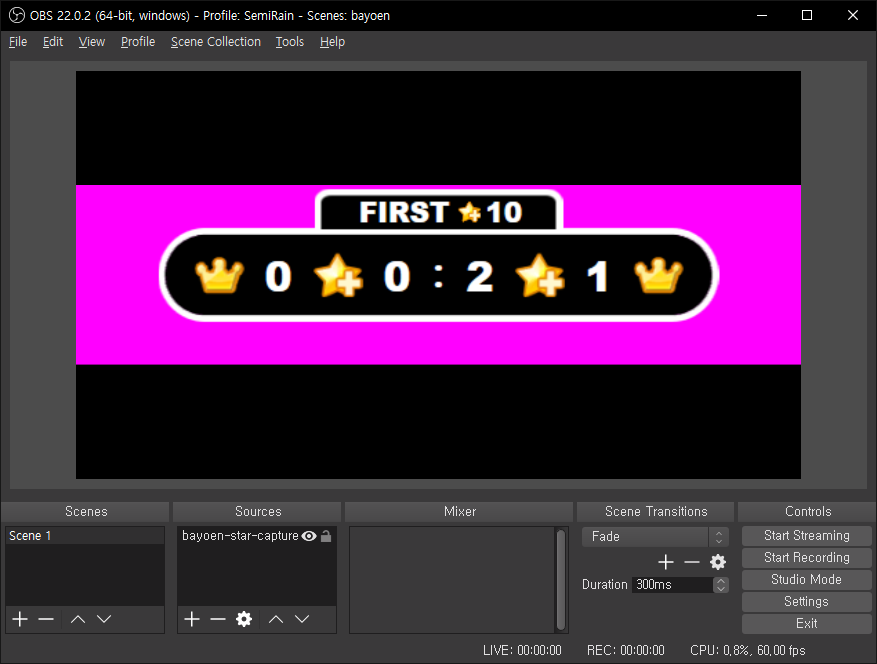 OBS 22.0.2 (64-bit, windows) - Profile: SemiRain - Scenes: bayoen
File Edit View Profile Scene Collection Tools Help
FIRST 10
0 0 : 2 1
Scenes Sources Mixer Scene Transitions Controls
Scene 1 bayoen-star-capture Fade Start Streaming
Start Recording
Duration 300ms Studio Mode
Settings
Exit
LIVE: 00:00:00 REC: 00:00:00 CPU: 0,8%, 60,00 fps